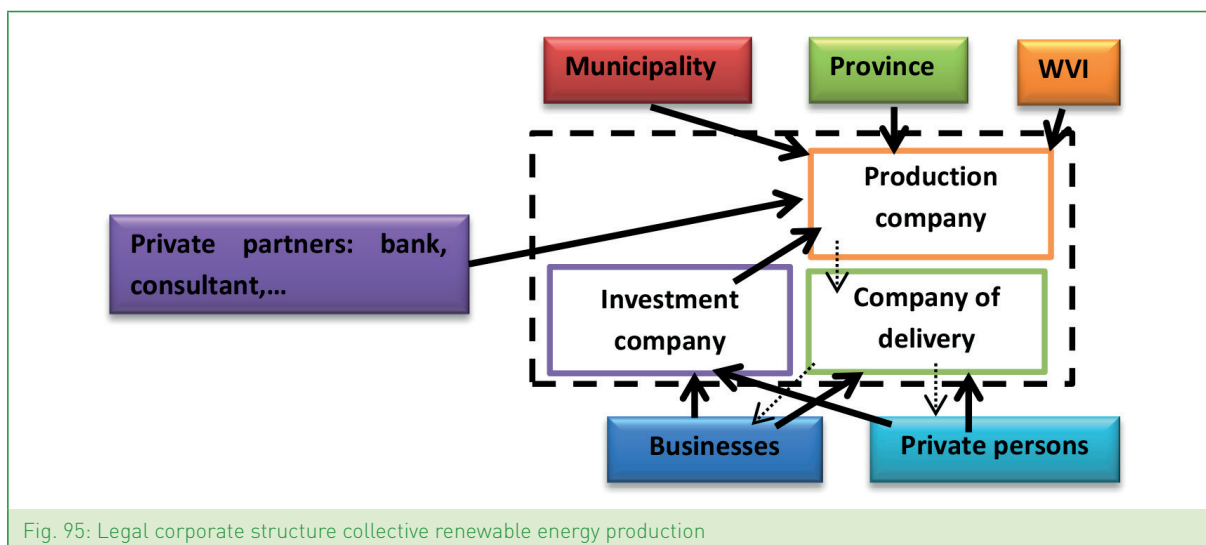 Municipality
Province
WVI
Production
company
Private partners: bank,
consultant,...
Investment
company
Company of
delivery
Businesses
Private persons
Fig. 95: Legal corporate structure collective renewable energy production